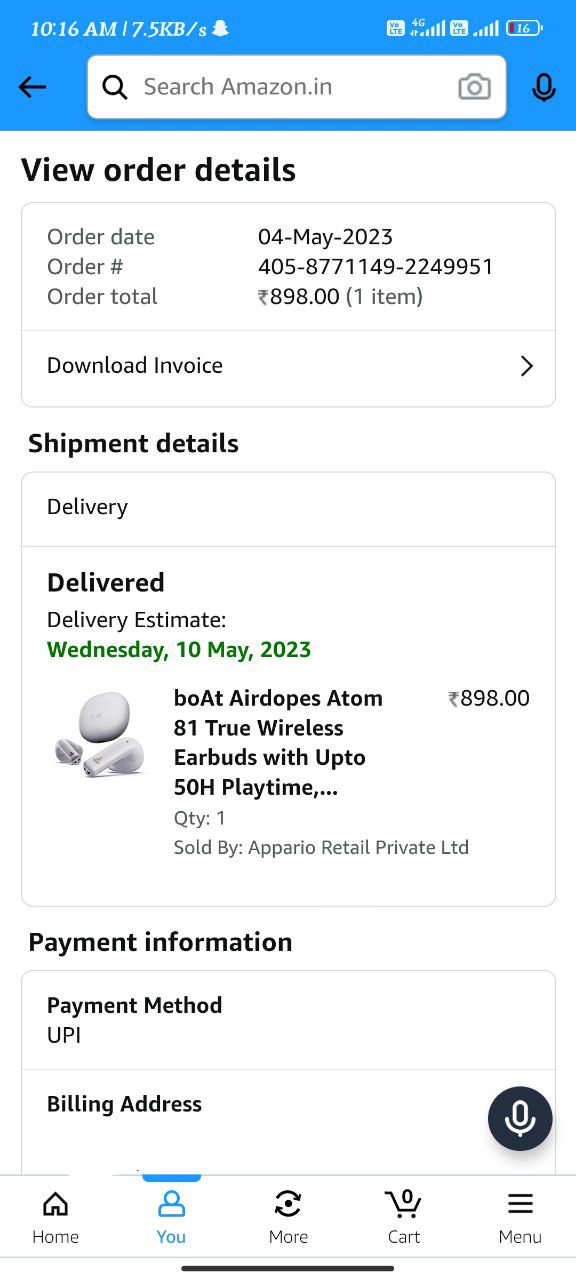 10:16 AM | 7.5KB/s
Vo LTE 4G Vo LTE 16
Search Amazon.in
View order details
Order date 04-May-2023
Order # 405-8771149-2249951
Order total ₹898.00 (1 item)
Download Invoice
Shipment details
Delivery
Delivered
Delivery Estimate:
Wednesday, 10 May, 2023
boAt Airdopes Atom ₹898.00
81 True Wireless
Earbuds with Upto
50H Playtime,...
Qty: 1
Sold By: Appario Retail Private Ltd
Payment information
Payment Method
UPI
Billing Address
0
Home You More Cart Menu